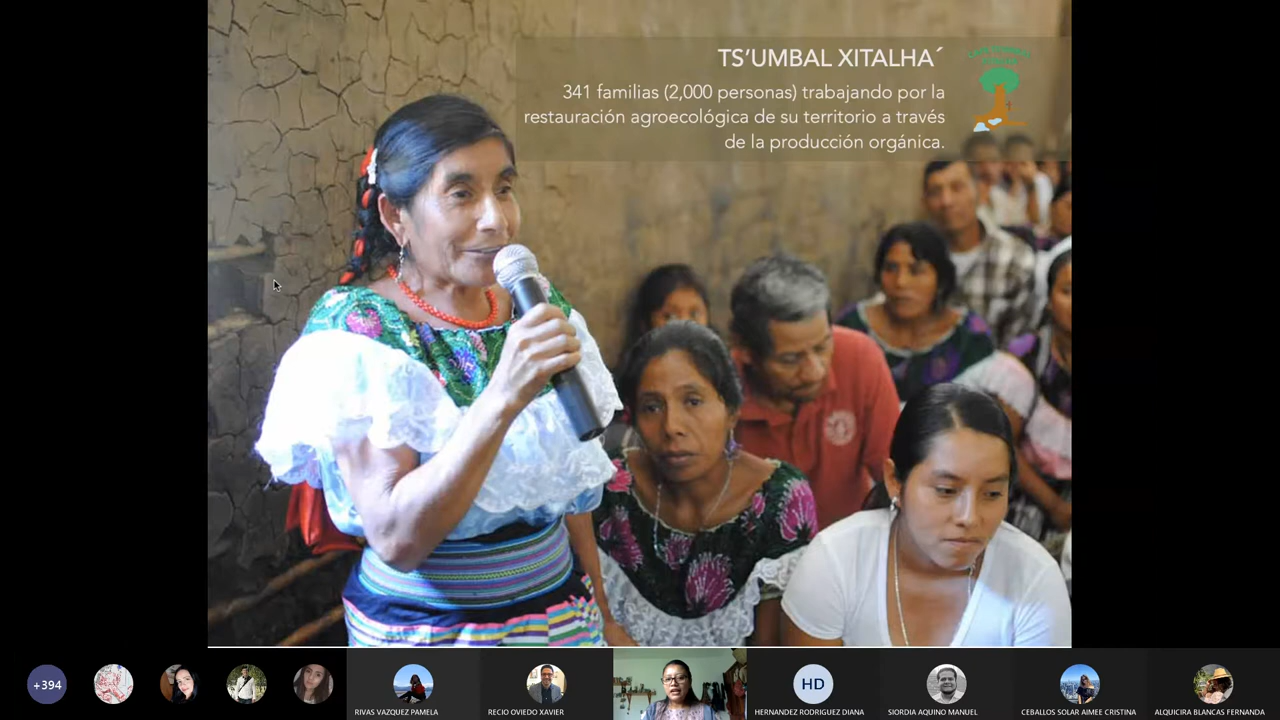 TS'UMBAL XITALHA´
341 familias (2,000 personas) trabajando por la
restauración agroecológica de su territorio a través
de la producción orgánica.
+394
RIVAS VAZQUEZ PAMELA
RECIO OVIEDO XAVIER
HD
HERNANDEZ RODRIGUEZ DIANA
SIORDIA AQUINO MANUEL
CEBALLOS SOLAR AIMEE CRISTINA
ALQUICIRA BLANCAS FERNANDA